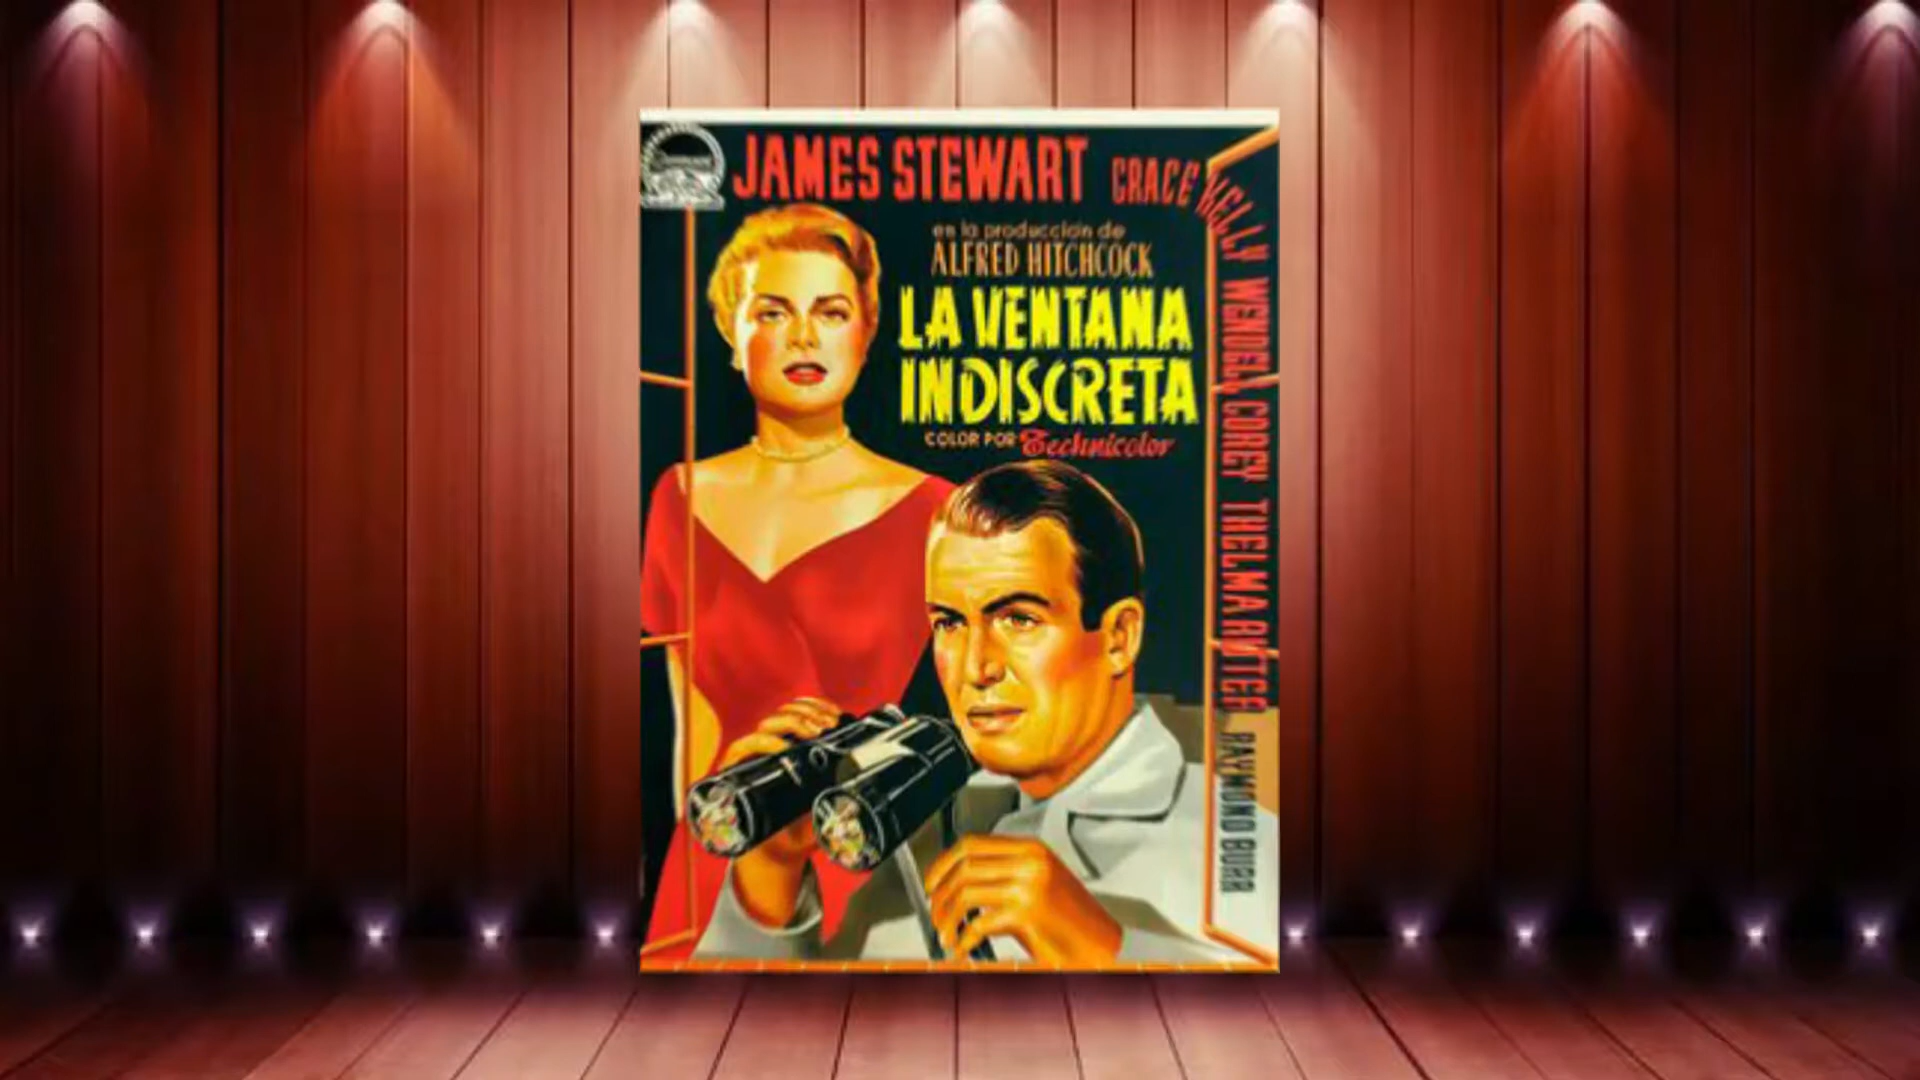 JAMES STEWART
GRACE KELLY WENDELL COREY THELMA RITTER RAYMOND BURR
en la producción de
ALFRED HITCHCOCK
LA VENTANA
INDISCRETA
COLOR POR Technicolor